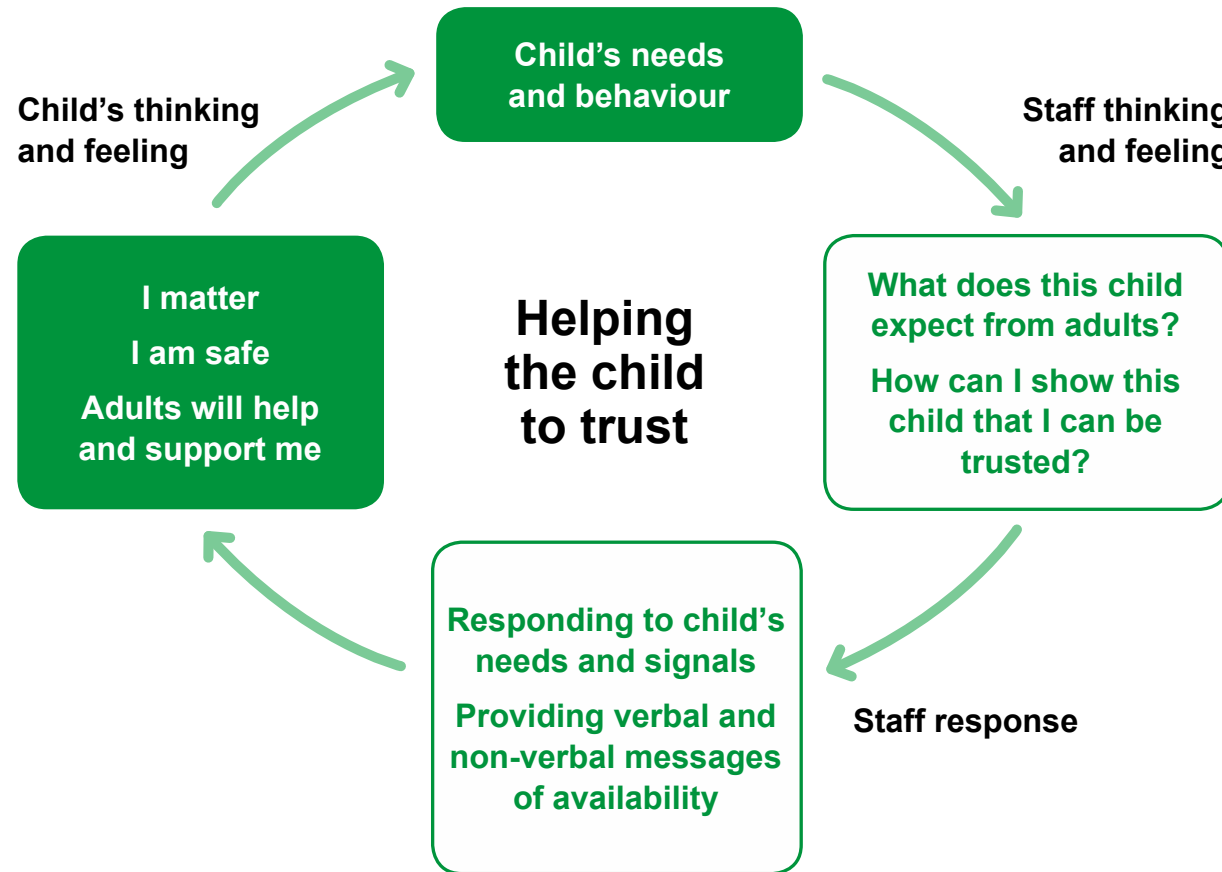 Child’s needs
and behaviour
Child’s thinking
and feeling
Staff thinking
and feeling
I matter
I am safe
Adults will help
and support me
Helping
the child
to trust
What does this child
expect from adults?
How can I show this
child that I can be
trusted?
Responding to child’s
needs and signals
Providing verbal and
non-verbal messages
of availability
Staff response